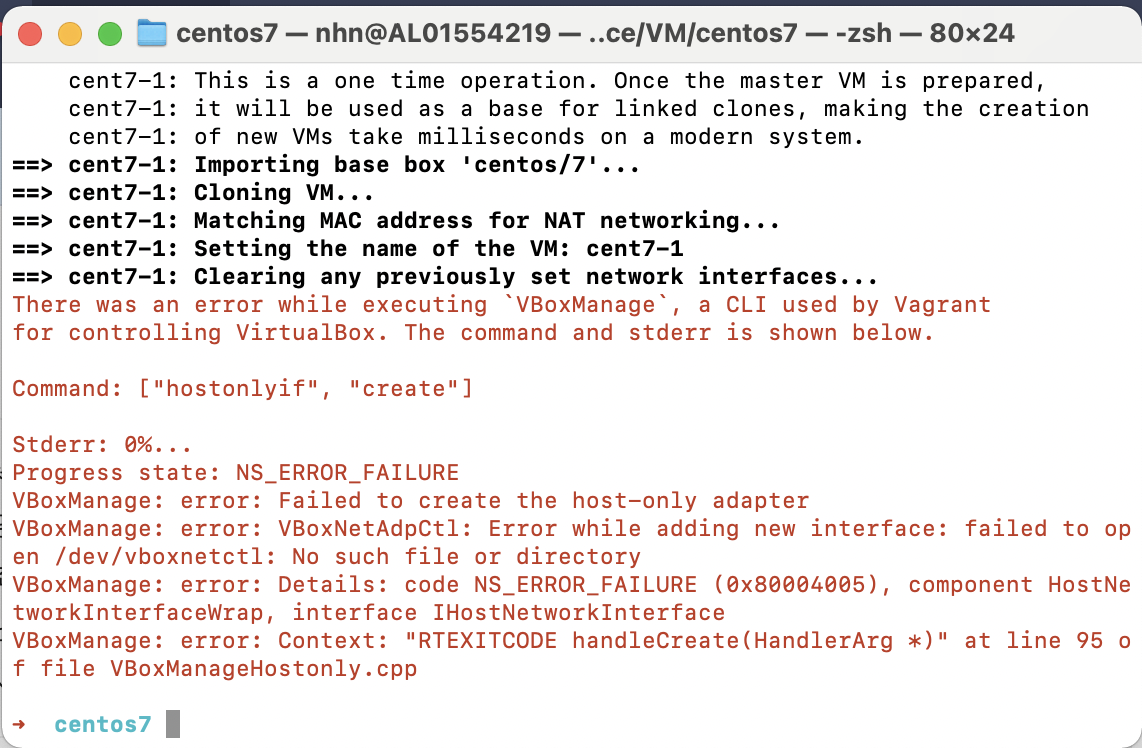 centos7 — nhn@AL01554219 — ..ce/VM/centos7 — -zsh — 80×24
cent7-1: This is a one time operation. Once the master VM is prepared,
cent7-1: it will be used as a base for linked clones, making the creation
cent7-1: of new VMs take milliseconds on a modern system.
==> cent7-1: Importing base box 'centos/7'...
==> cent7-1: Cloning VM...
==> cent7-1: Matching MAC address for NAT networking...
==> cent7-1: Setting the name of the VM: cent7-1
==> cent7-1: Clearing any previously set network interfaces...
There was an error while executing `VBoxManage`, a CLI used by Vagrant
for controlling VirtualBox. The command and stderr is shown below.
Command: ["hostonlyif", "create"]
Stderr: 0%...
Progress state: NS_ERROR_FAILURE
VBoxManage: error: Failed to create the host-only adapter
VBoxManage: error: VBoxNetAdpCtl: Error while adding new interface: failed to op
en /dev/vboxnetctl: No such file or directory
VBoxManage: error: Details: code NS_ERROR_FAILURE (0x80004005), component HostNe
tworkInterfaceWrap, interface IHostNetworkInterface
VBoxManage: error: Context: "RTEXITCODE handleCreate(HandlerArg *)" at line 95 o
f file VBoxManageHostonly.cpp
➜ centos7